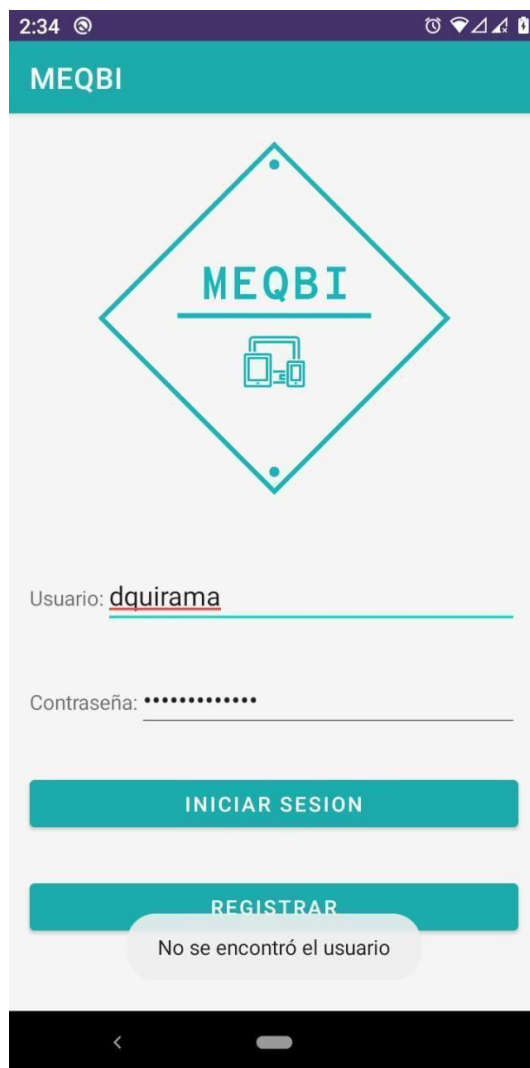 2:34
MEQBI
MEQBI
Usuario: dquirama
Contraseña: •••••••••••••
INICIAR SESION
REGISTRAR
No se encontró el usuario